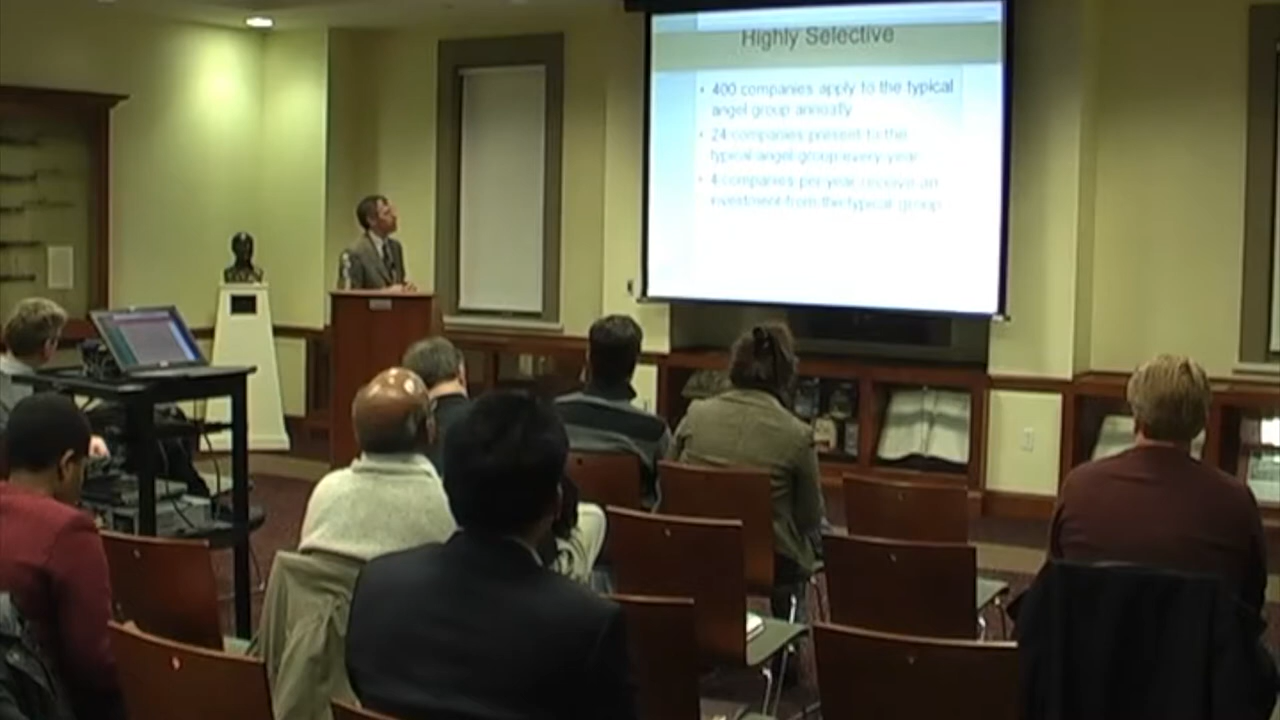 Highly Selective
• 400 companies apply to the typical
angel group annually
• 24 companies present to the
typical angel group every year
• 4 companies per year receive an
investment from the typical group